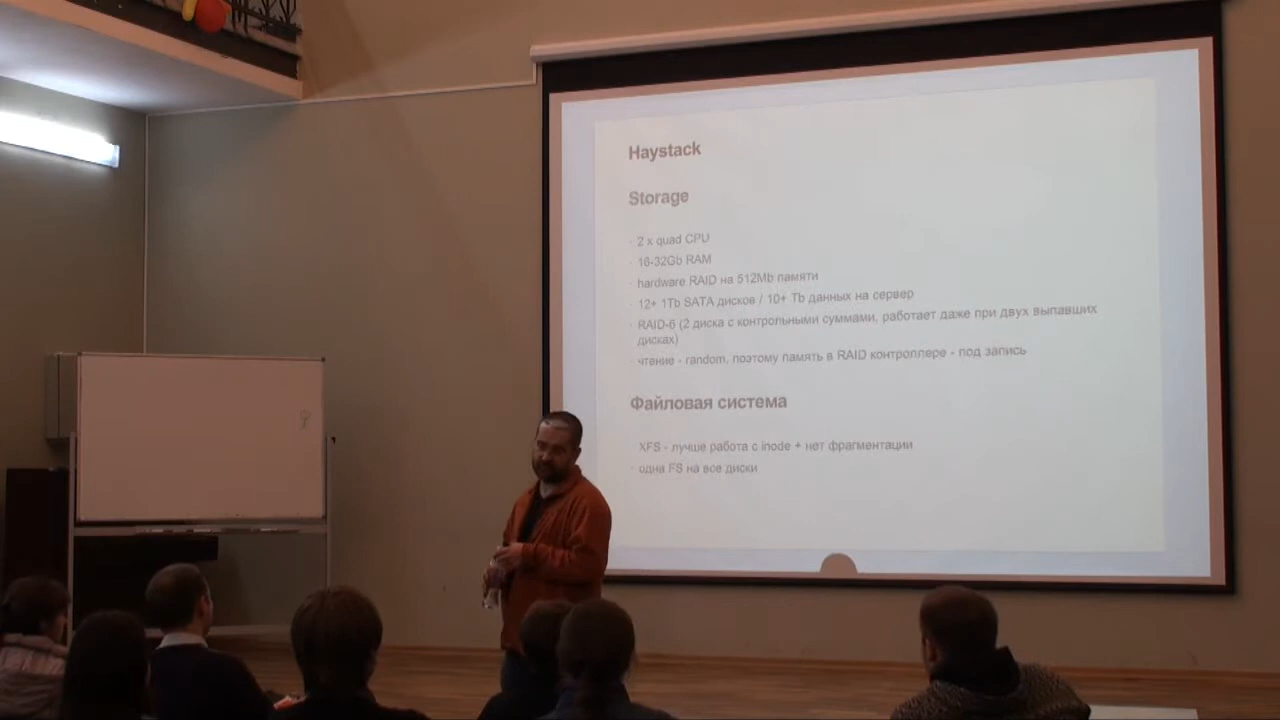 Haystack
Storage
· 2 x quad CPU
· 16-32Gb RAM
· hardware RAID на 512Mb памяти
· 12+ 1Tb SATA дисков / 10+ Tb данных на сервер
· RAID-6 (2 диска с контрольными суммами, работает даже при двух выпавших
дисках)
· чтение - random, поэтому память в RAID контроллере - под запись
Файловая система
XFS - лучше работа с inode + нет фрагментации
· одна FS на все диски